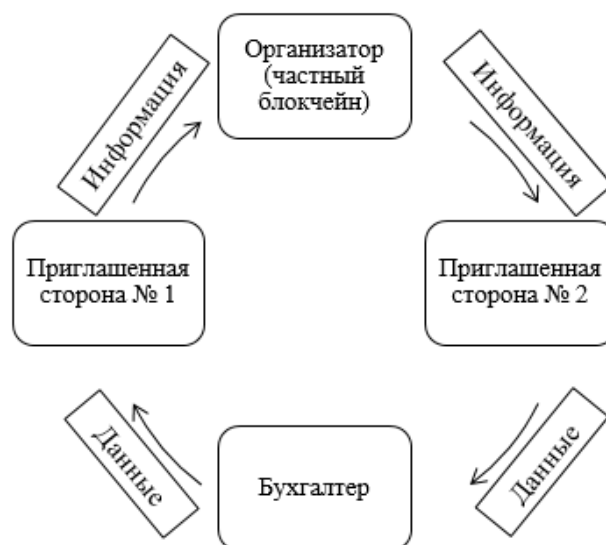 Организатор
(частный
блокчейн)
Информация
Информация
Приглашенная
сторона № 1
Приглашенная
сторона № 2
Данные
Бухгалтер
Данные